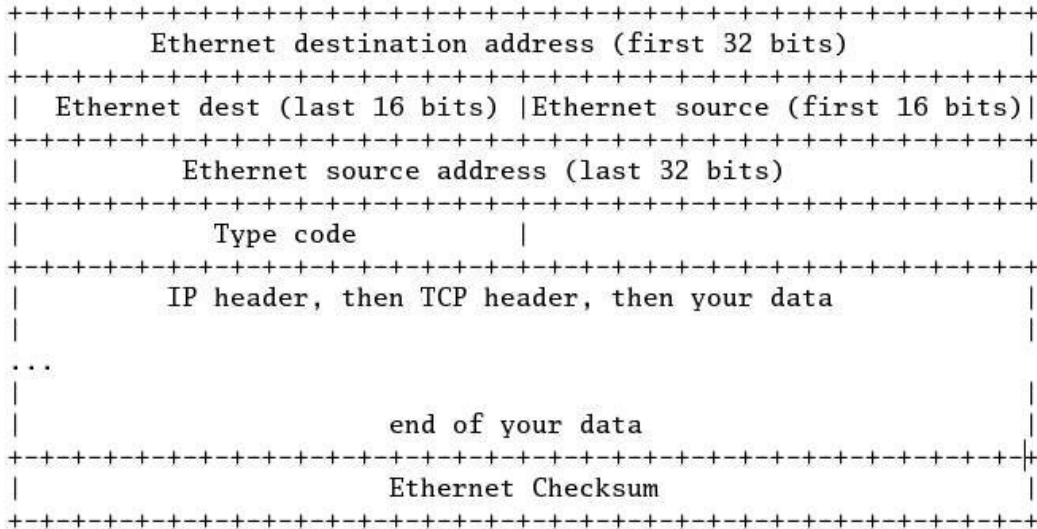 +-+-+-+-+-+-+-+-+-+-+-+-+-+-+-+-+-+-+-+-+-+-+-+-+-+-+-+-+-+-+-+-+
| Ethernet destination address (first 32 bits) |
+-+-+-+-+-+-+-+-+-+-+-+-+-+-+-+-+-+-+-+-+-+-+-+-+-+-+-+-+-+-+-+-+
| Ethernet dest (last 16 bits) |Ethernet source (first 16 bits)|
+-+-+-+-+-+-+-+-+-+-+-+-+-+-+-+-+-+-+-+-+-+-+-+-+-+-+-+-+-+-+-+-+
| Ethernet source address (last 32 bits) |
+-+-+-+-+-+-+-+-+-+-+-+-+-+-+-+-+-+-+-+-+-+-+-+-+-+-+-+-+-+-+-+-+
| Type code |
+-+-+-+-+-+-+-+-+-+-+-+-+-+-+-+-+-+-+-+-+-+-+-+-+-+-+-+-+-+-+-+-+
| IP header, then TCP header, then your data |
| |
...
| |
| end of your data |
+-+-+-+-+-+-+-+-+-+-+-+-+-+-+-+-+-+-+-+-+-+-+-+-+-+-+-+-+-+-+-+-+
| Ethernet Checksum |
+-+-+-+-+-+-+-+-+-+-+-+-+-+-+-+-+-+-+-+-+-+-+-+-+-+-+-+-+-+-+-+-+